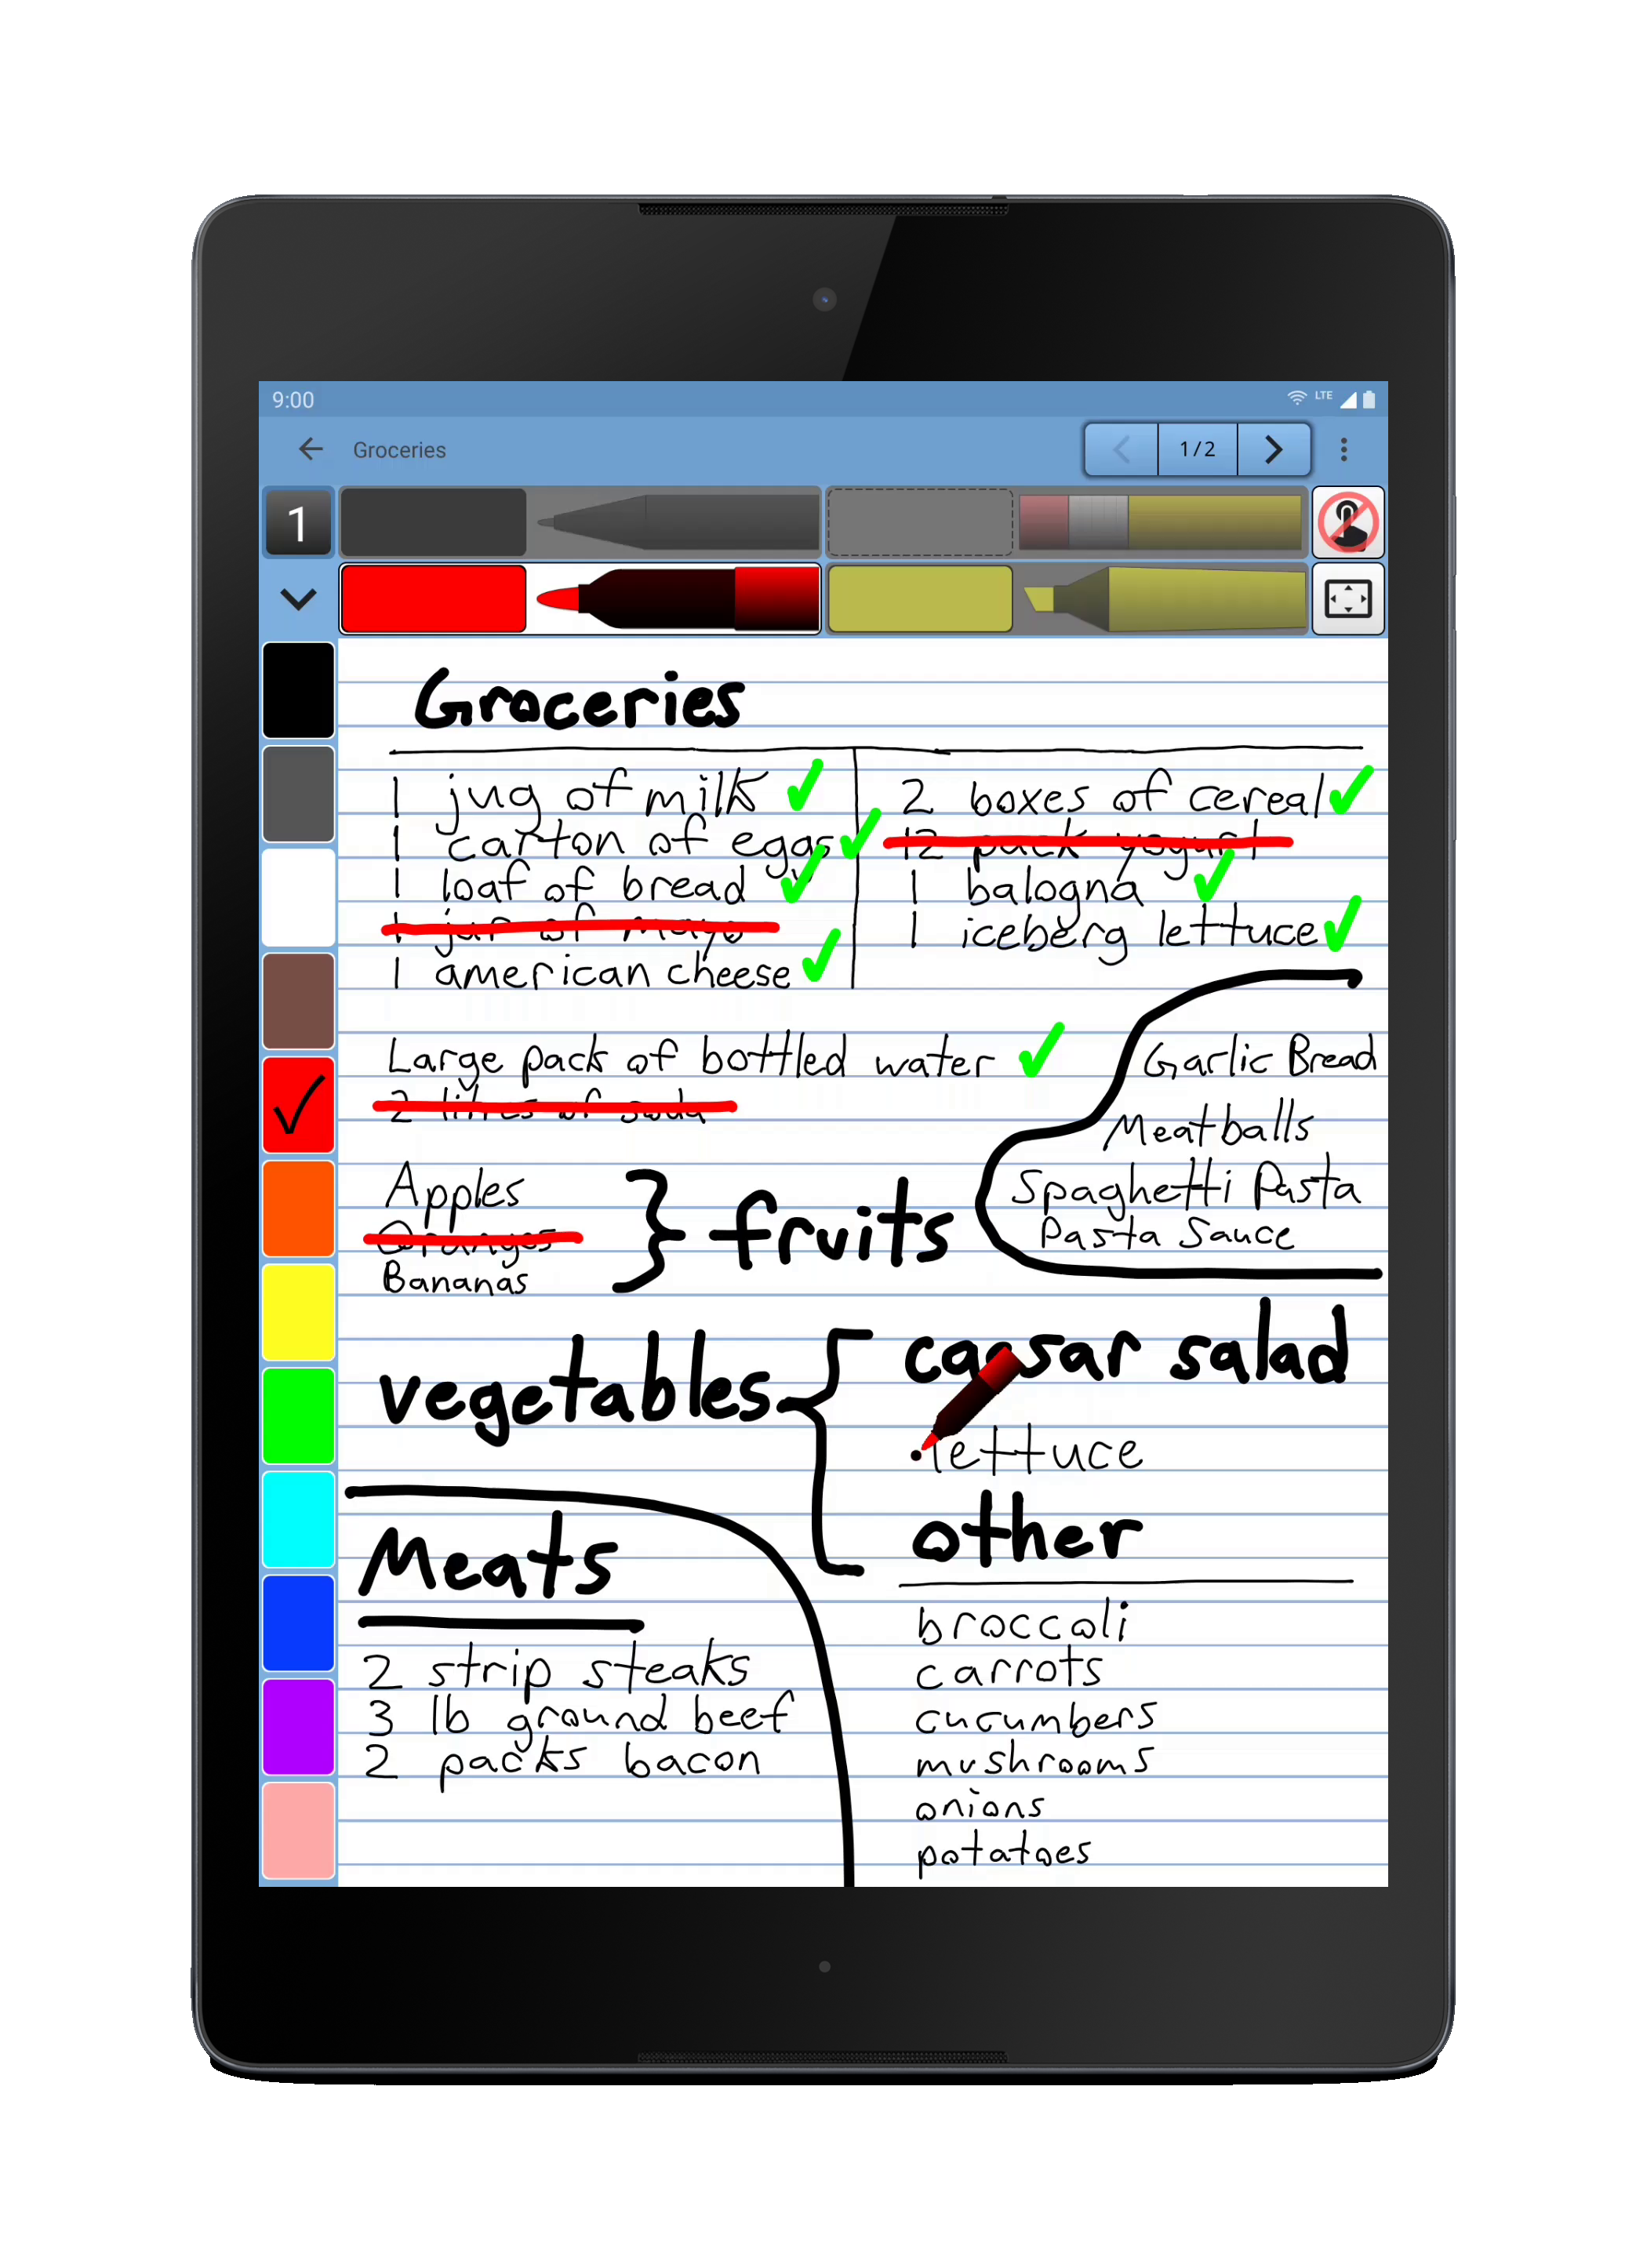 9:00 LTE
Groceries
1/2
1
Groceries
1 jug of milk
1 carton of eggs
1 loaf of bread
1 jar of mayo
1 american cheese
2 boxes of cereal
12 pack yogurt
1 balogna
1 iceberg lettuce
Large pack of bottled water
2 litres of soda
Garlic Bread
Meatballs
Spaghetti Pasta
Pasta Sauce
Apples
Oranges
Bananas
fruits
vegetables
caesar salad
•lettuce
other
broccoli
carrots
cucumbers
mushrooms
onions
potatoes
Meats
2 strip steaks
3 lb ground beef
2 packs bacon